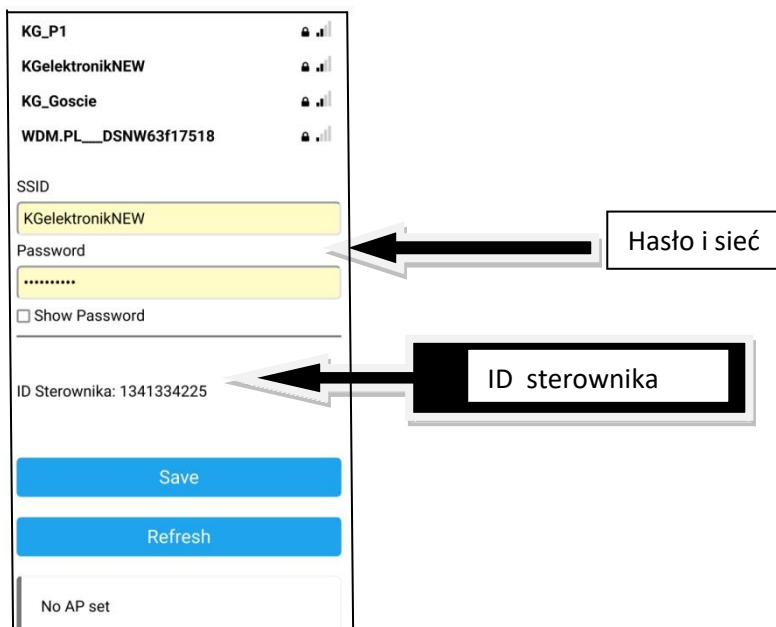 KG_P1
KGelektronikNEW
KG_Goscie
WDM.PL__DSNW63f17518
SSID
KGelektronikNEW
Password
••••••••••
Show Password
Hasło i sieć
ID Sterownika: 1341334225
ID sterownika
Save
Refresh
No AP set